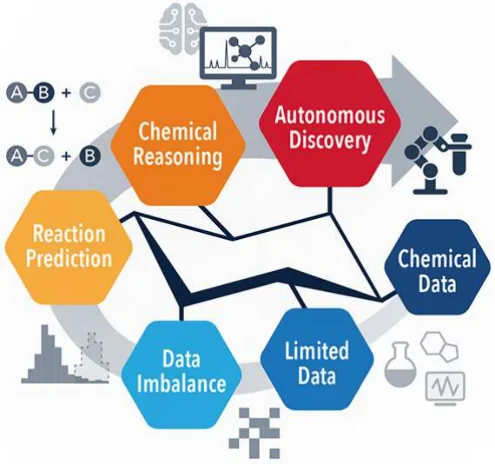 A-B + C
A-C + B
Chemical
Reasoning
Autonomous
Discovery
Reaction
Prediction
Chemical
Data
Data
Imbalance
Limited
Data